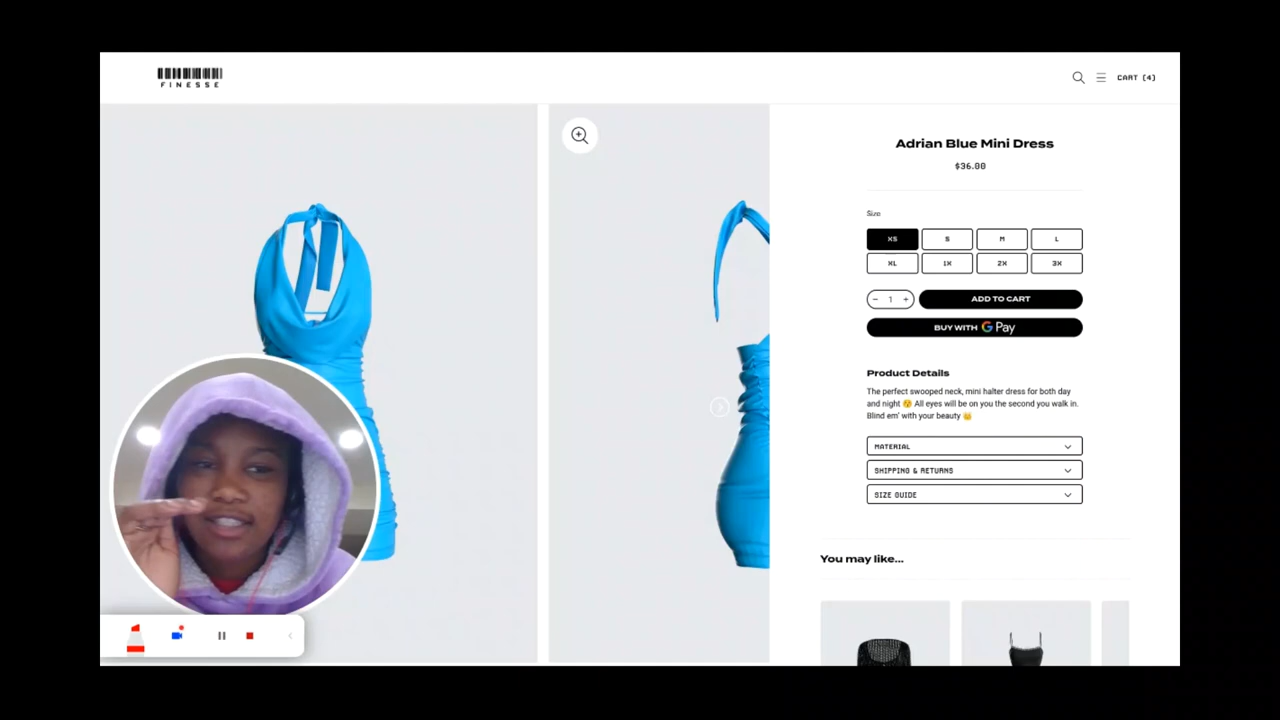 FINESSE
CART [4]
Adrian Blue Mini Dress
$36.00
Size
XS
S
M
L
XL
1X
2X
3X
− 1 +
ADD TO CART
BUY WITH G Pay
Product Details
The perfect swooped neck, mini halter dress for both day
and night 😚 All eyes will be on you the second you walk in.
Blind em' with your beauty 👑
MATERIAL
SHIPPING & RETURNS
SIZE GUIDE
You may like...